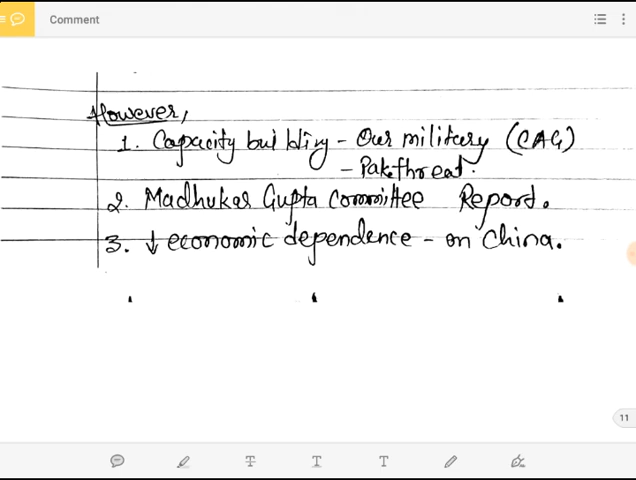 Comment
However,
1. Capacity building - Our military (CAG)
- Pak threat.
2. Madhukar Gupta Committee Report.
3. ↓ economic dependence - on China.
11